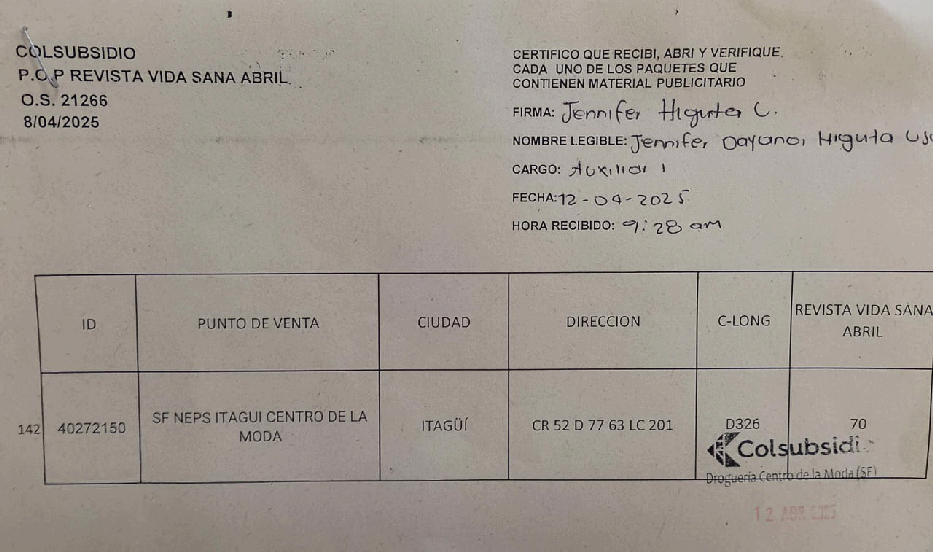 COLSUBSIDIO
P.O.P REVISTA VIDA SANA ABRIL
O.S. 21266
8/04/2025
CERTIFICO QUE RECIBI, ABRI Y VERIFIQUE
CADA UNO DE LOS PAQUETES QUE
CONTIENEN MATERIAL PUBLICITARIO
FIRMA: Jennifer Higuita C.
NOMBRE LEGIBLE: Jennifer Dayana Higuita
CARGO: Auxiliar 1
FECHA: 12-04-2025
HORA RECIBIDO: 9:28 am
ID PUNTO DE VENTA CIUDAD DIRECCION C-LONG REVISTA VIDA SANA
ABRIL
142 40272150 SF NEPS ITAGUI CENTRO DE LA ITAGÜÍ CR 52 D 77 63 LC 201 D326 70
MODA
Colsubsidio
Droguería Centro de la Moda (SF)
12 ABR 2025